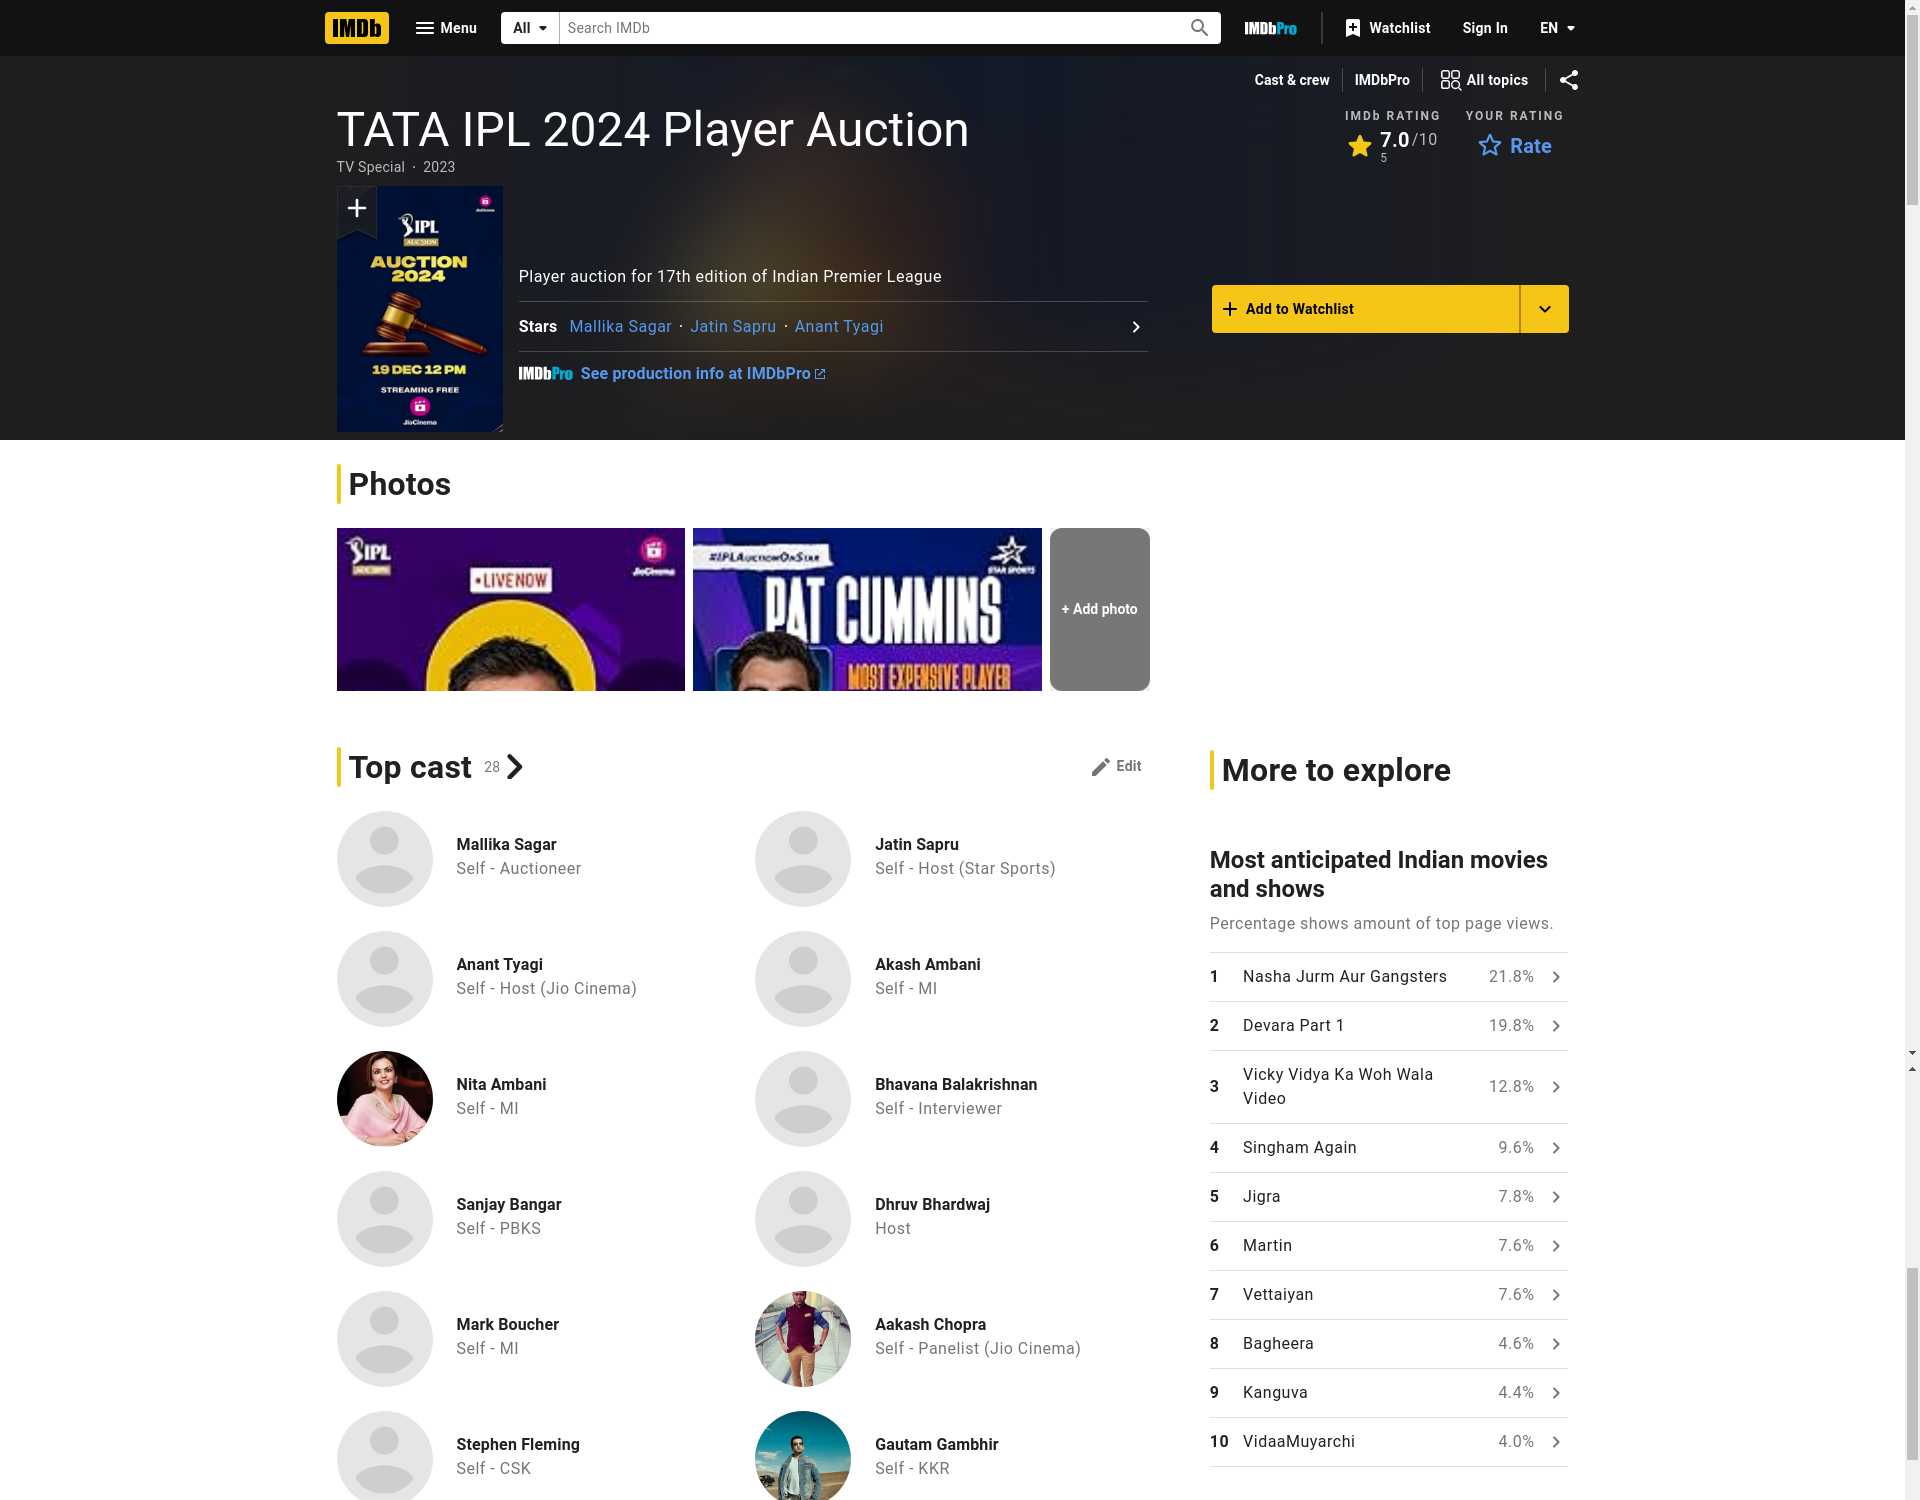 IMDb
Menu
All
Search IMDb
IMDbPro
Watchlist
Sign In
EN
Cast & crew
IMDbPro
All topics
TATA IPL 2024 Player Auction
TV Special · 2023
IMDb RATING
7.0/10
5
YOUR RATING
Rate
JioCinema
IPL
AUCTION
AUCTION
2024
19 DEC 12 PM
STREAMING FREE
JioCinema
Player auction for 17th edition of Indian Premier League
Stars Mallika Sagar · Jatin Sapru · Anant Tyagi
IMDbPro See production info at IMDbPro
+ Add to Watchlist
Photos
IPL
AUCTION
• LIVE NOW
JioCinema
#IPLAuctionOnStar
STAR SPORTS
PAT CUMMINS
MOST EXPENSIVE PLAYER
+ Add photo
Top cast 28
Edit
Mallika Sagar
Self - Auctioneer
Jatin Sapru
Self - Host (Star Sports)
Anant Tyagi
Self - Host (Jio Cinema)
Akash Ambani
Self - MI
Nita Ambani
Self - MI
Bhavana Balakrishnan
Self - Interviewer
Sanjay Bangar
Self - PBKS
Dhruv Bhardwaj
Host
Mark Boucher
Self - MI
Aakash Chopra
Self - Panelist (Jio Cinema)
Stephen Fleming
Self - CSK
Gautam Gambhir
Self - KKR
More to explore
Most anticipated Indian movies
and shows
Percentage shows amount of top page views.
1 Nasha Jurm Aur Gangsters 21.8%
2 Devara Part 1 19.8%
3 Vicky Vidya Ka Woh Wala
Video 12.8%
4 Singham Again 9.6%
5 Jigra 7.8%
6 Martin 7.6%
7 Vettaiyan 7.6%
8 Bagheera 4.6%
9 Kanguva 4.4%
10 VidaaMuyarchi 4.0%